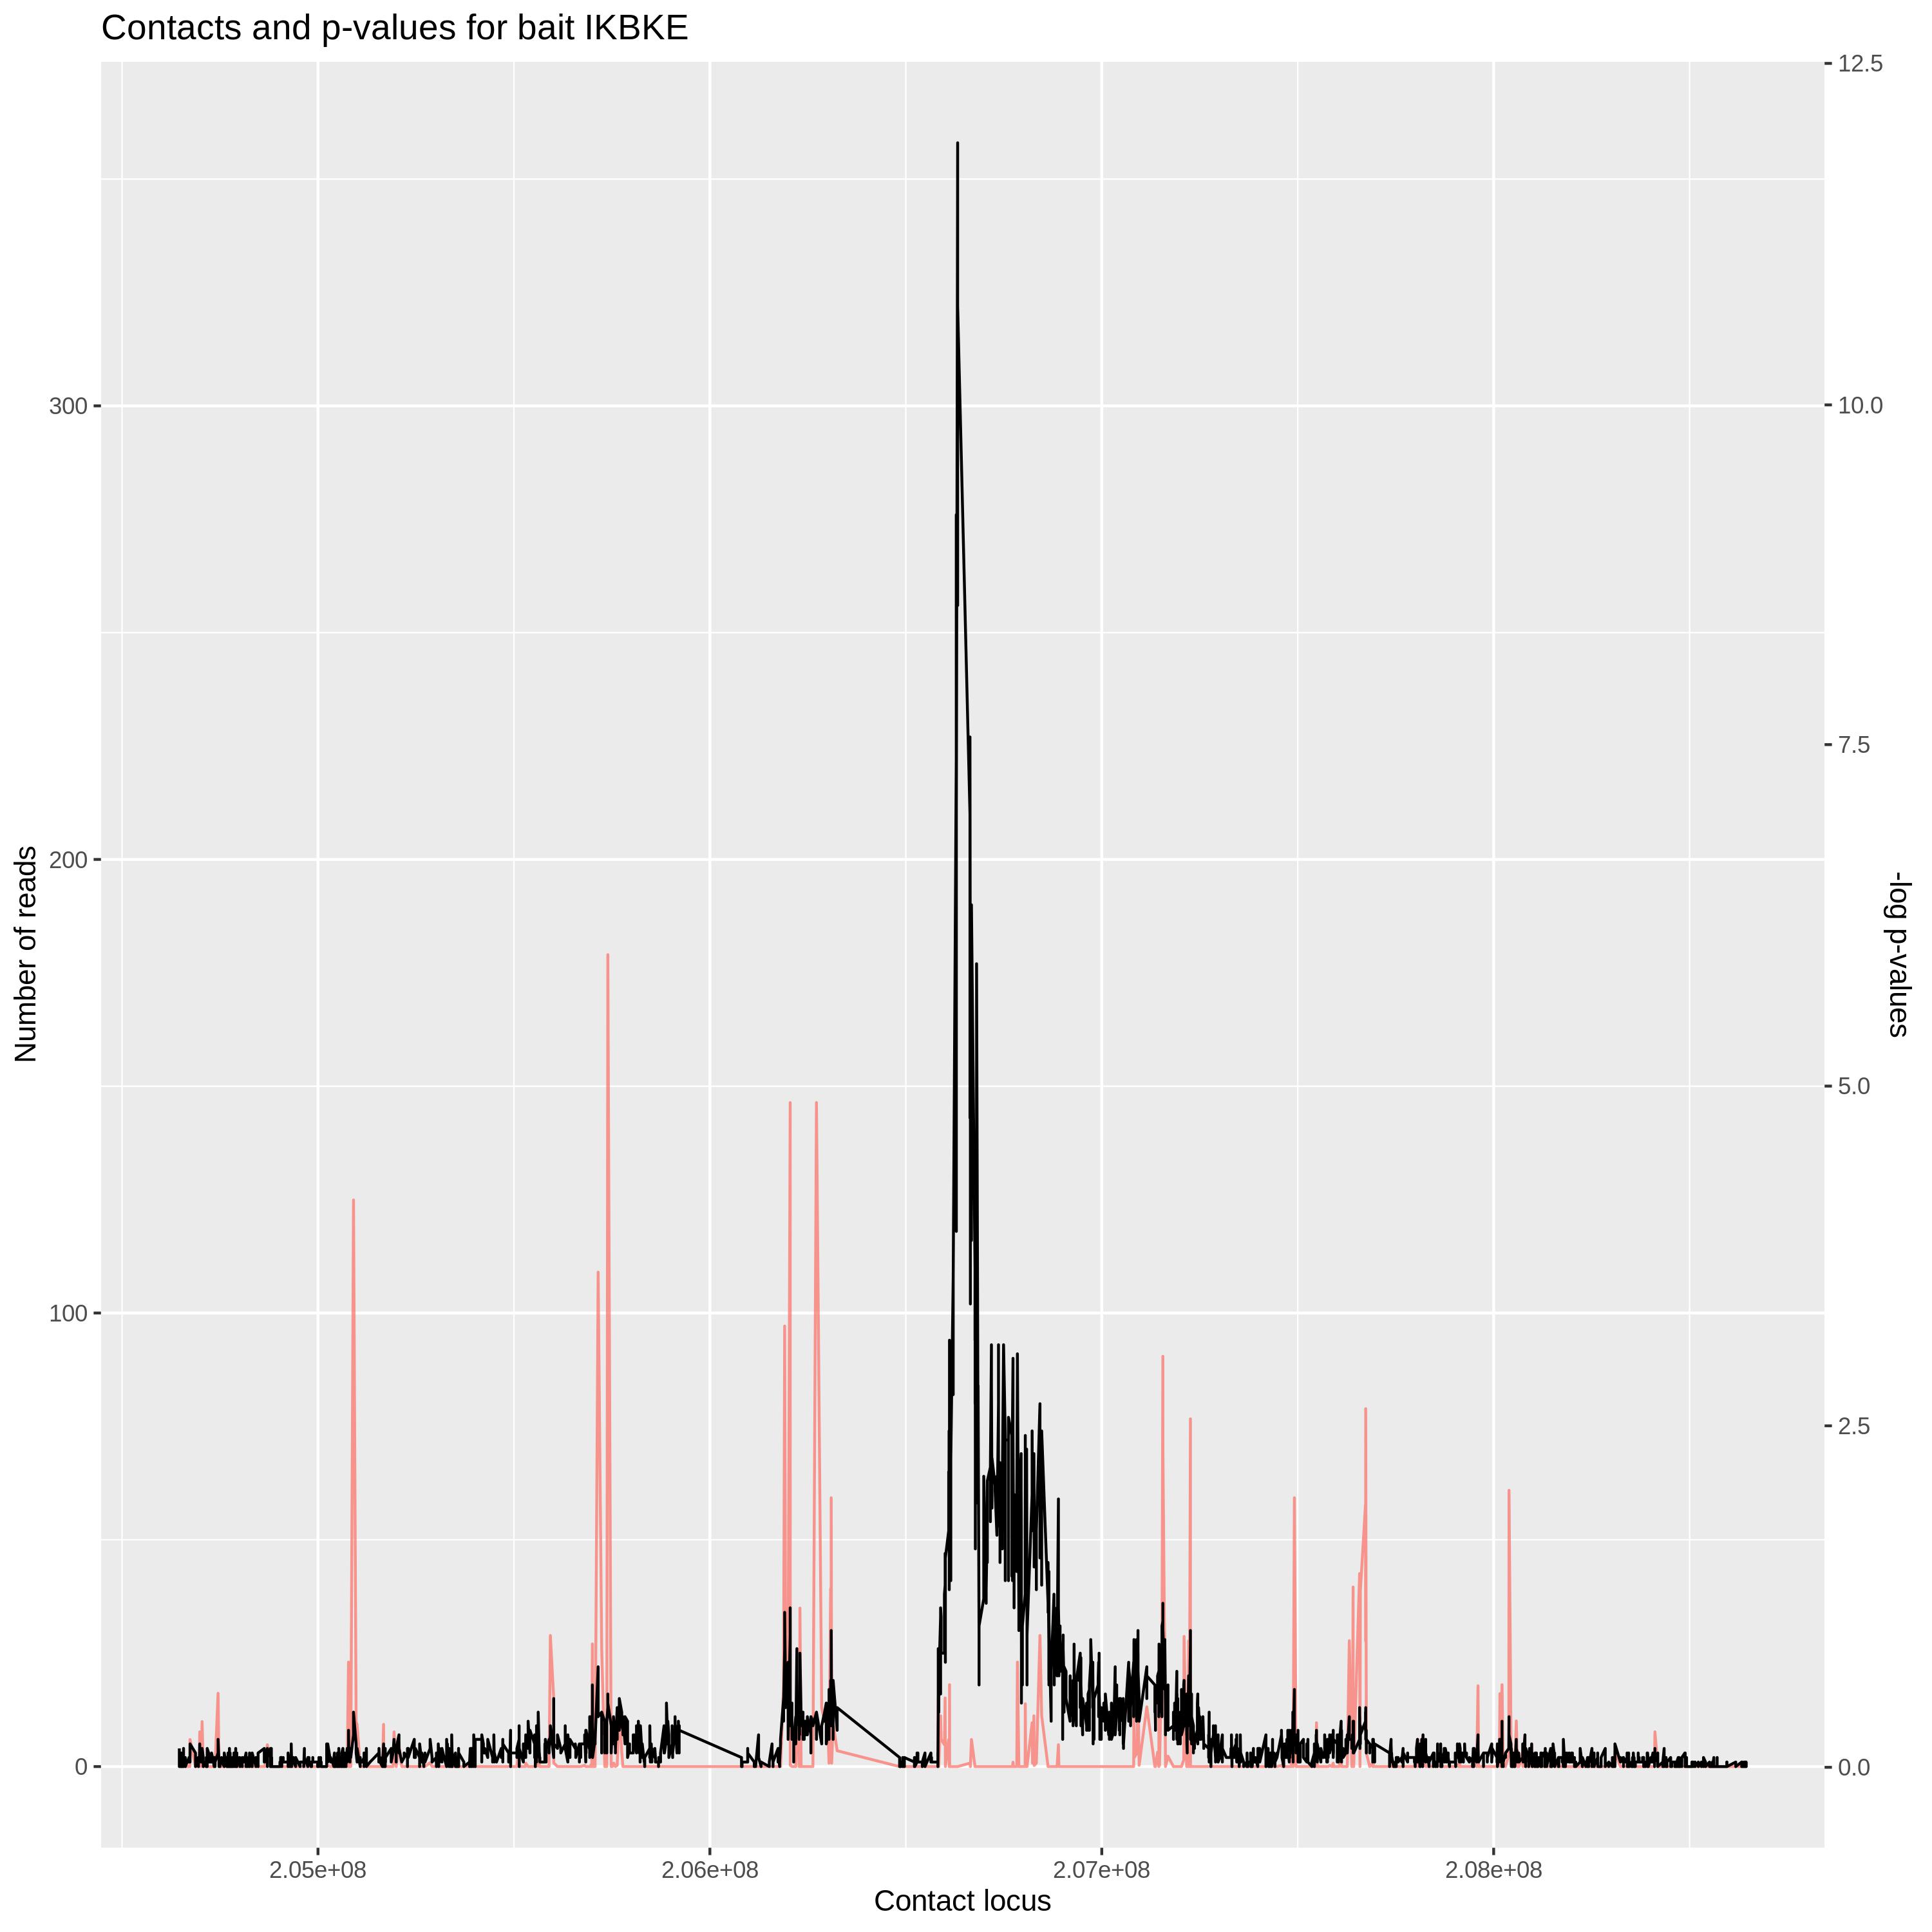 Contacts and p-values for bait IKBKE
12.5
300
10.0
7.5
200
Number of reads
-log p-values
5.0
100
2.5
0
0.0
2.05e+08
2.06e+08
2.07e+08
2.08e+08
Contact locus